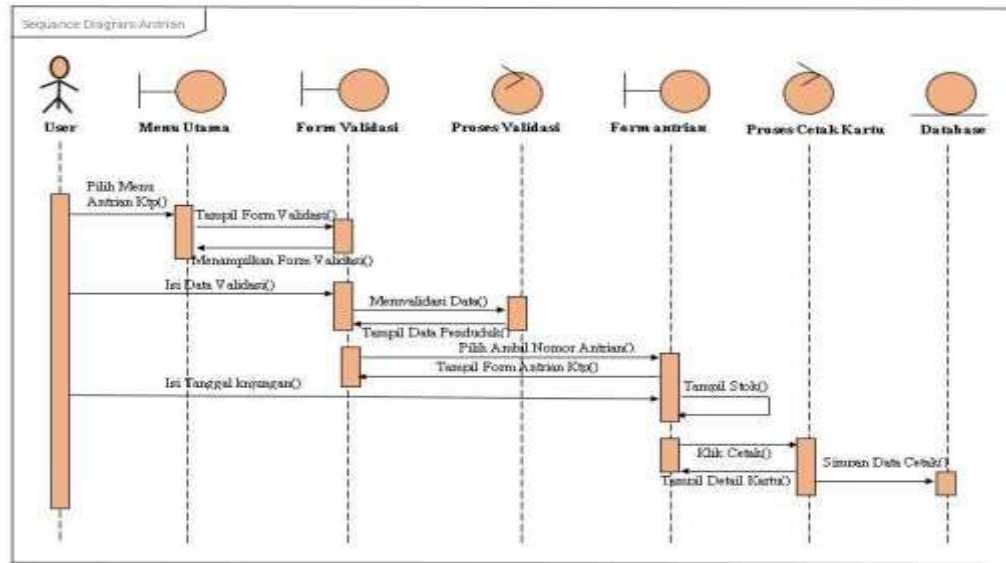 Sequance Diagram Antrian
User
Menu Utama
Form Validasi
Proses Validasi
Form antrian
Proses Cetak Kartu
Database
Pilih Menu
Antrian Ktp()
Tampil Form Validasi()
Menampilkan Form Validasi()
Isi Data Validasi()
Memvalidasi Data()
Tampil Data Penduduk()
Pilih Ambil Nomor Antrian()
Tampil Form Antrian Ktp()
Isi Tanggal
Tampil Stok()
Klik Cetak()
Simpan Data Cetak()
Tampil Detail Kartu()